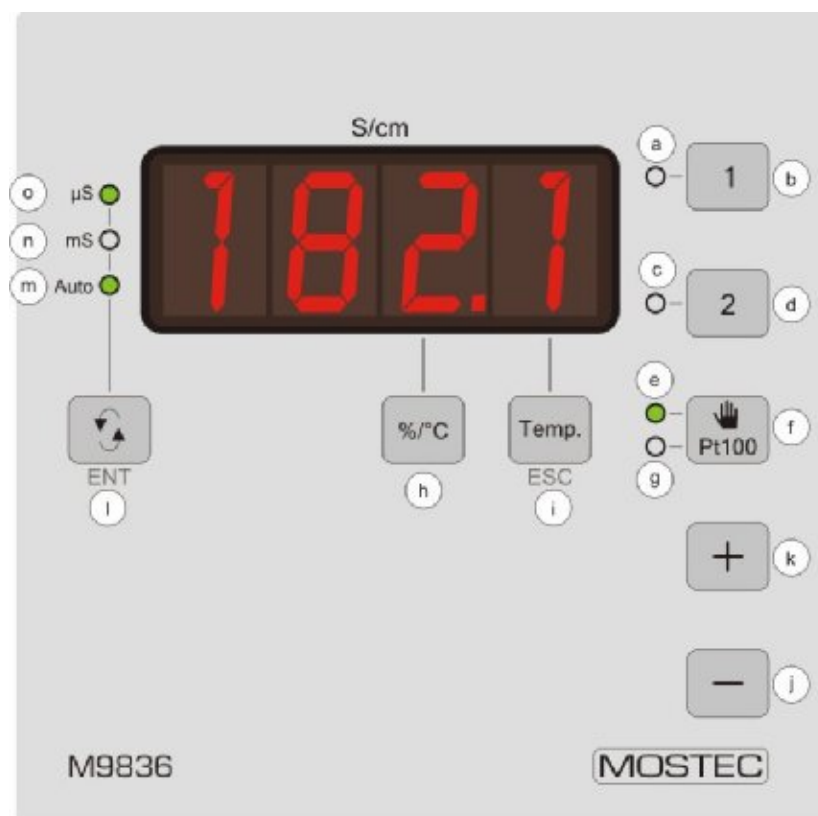 S/cm
a
1
b
o
µS
n
mS
m
Auto
182.1
c
2
d
e
Pt100
f
g
ENT
l
%/°C
h
Temp.
ESC
i
+
k
−
j
M9836
MOSTEC